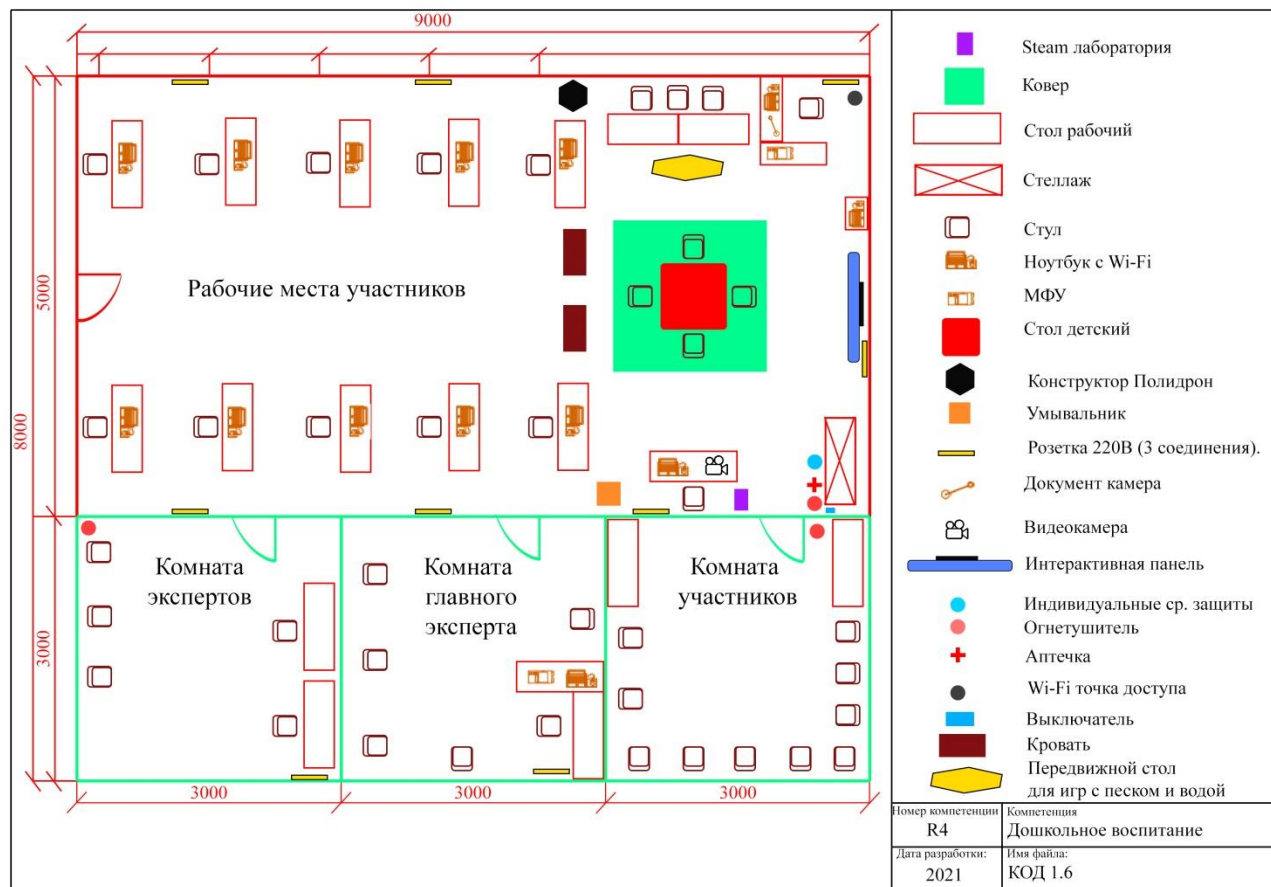 9000
5000
8000
3000
Рабочие места участников
Комната
экспертов
Комната
главного
эксперта
Комната
участников
3000
3000
3000
Steam лаборатория
Ковер
Стол рабочий
Стеллаж
Стул
Ноутбук с Wi-Fi
МФУ
Стол детский
Конструктор Полидрон
Умывальник
Розетка 220В (3 соединения).
Документ камера
Видеокамера
Интерактивная панель
Индивидуальные ср. защиты
Огнетушитель
Аптечка
Wi-Fi точка доступа
Выключатель
Кровать
Передвижной стол
для игр с песком и водой
Номер компетенции
R4
Компетенция
Дошкольное воспитание
Дата разработки:
2021
Имя файла:
КОД 1.6